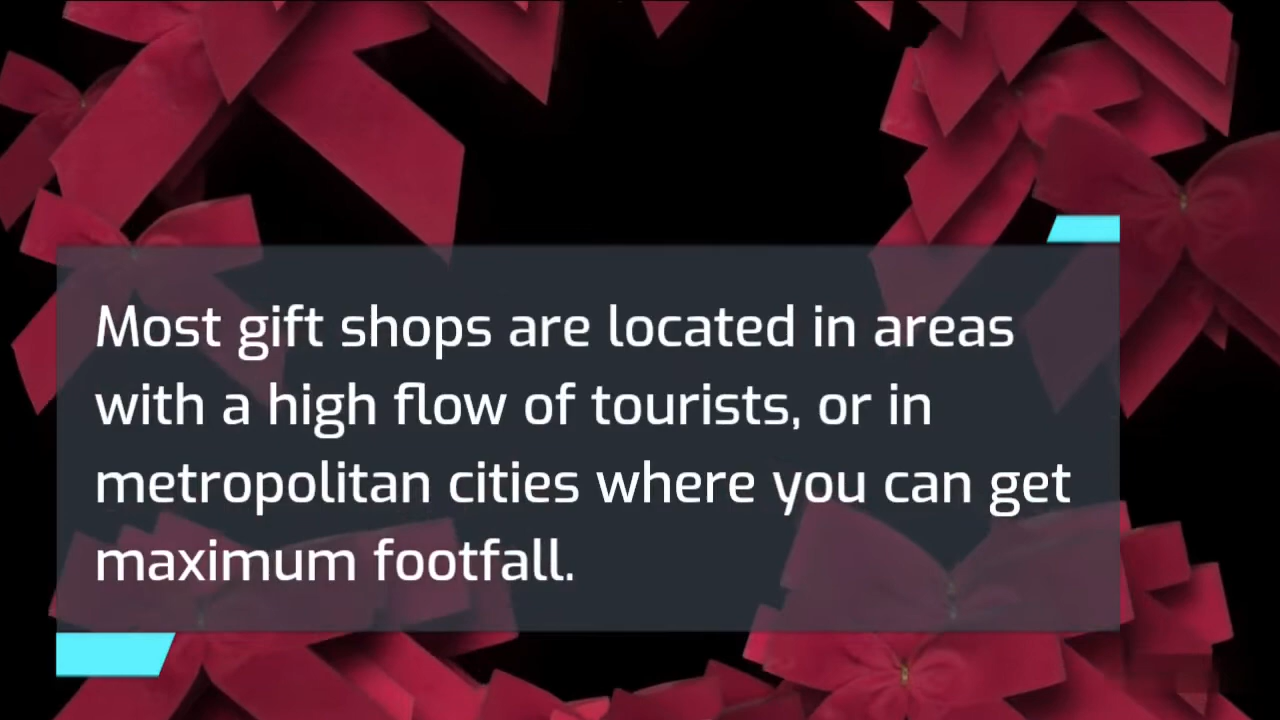 Most gift shops are located in areas
with a high flow of tourists, or in
metropolitan cities where you can get
maximum footfall.